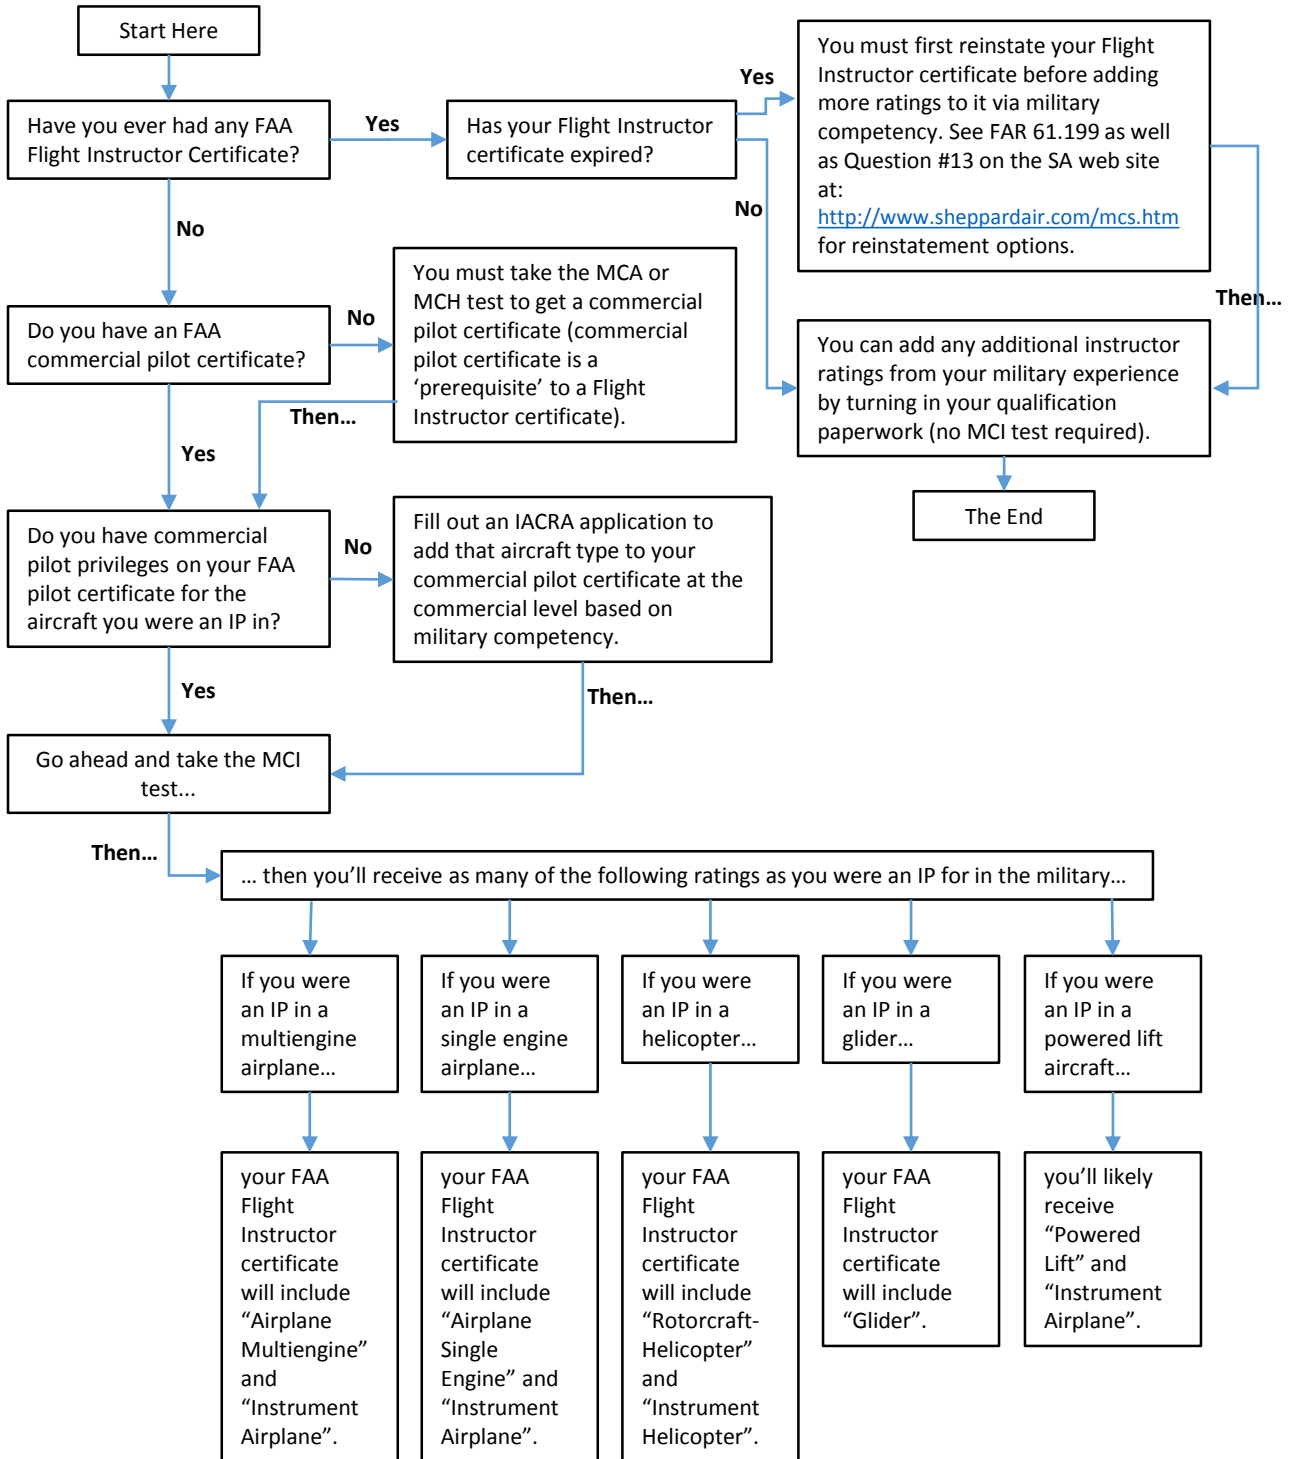 Start Here
Have you ever had any FAA
Flight Instructor Certificate?
Yes
Has your Flight Instructor
certificate expired?
Yes
You must first reinstate your Flight
Instructor certificate before adding
more ratings to it via military
competency. See FAR 61.199 as well
as Question #13 on the SA web site
at:
http://www.sheppardair.com/mcs.htm
for reinstatement options.
No
Then…
You can add any additional instructor
ratings from your military experience
by turning in your qualification
paperwork (no MCI test required).
The End
No
Do you have an FAA
commercial pilot certificate?
No
You must take the MCA or
MCH test to get a commercial
pilot certificate (commercial
pilot certificate is a
‘prerequisite’ to a Flight
Instructor certificate).
Then…
Yes
Do you have commercial
pilot privileges on your FAA
pilot certificate for the
aircraft you were an IP in?
No
Fill out an IACRA application to
add that aircraft type to your
commercial pilot certificate at the
commercial level based on
military competency.
Then…
Yes
Go ahead and take the MCI
test...
Then…
… then you’ll receive as many of the following ratings as you were an IP for in the military…
If you were
an IP in a
multiengine
airplane…
If you were
an IP in a
single engine
airplane…
If you were
an IP in a
helicopter…
If you were
an IP in a
glider…
If you were
an IP in a
powered lift
aircraft…
your FAA
Flight
Instructor
certificate
will include
“Airplane
Multiengine”
and
“Instrument
Airplane”.
your FAA
Flight
Instructor
certificate
will include
“Airplane
Single
Engine” and
“Instrument
Airplane”.
your FAA
Flight
Instructor
certificate
will include
“Rotorcraft-
Helicopter”
and
“Instrument
Helicopter”.
your FAA
Flight
Instructor
certificate
will include
“Glider”.
you’ll likely
receive
“Powered
Lift” and
“Instrument
Airplane”.